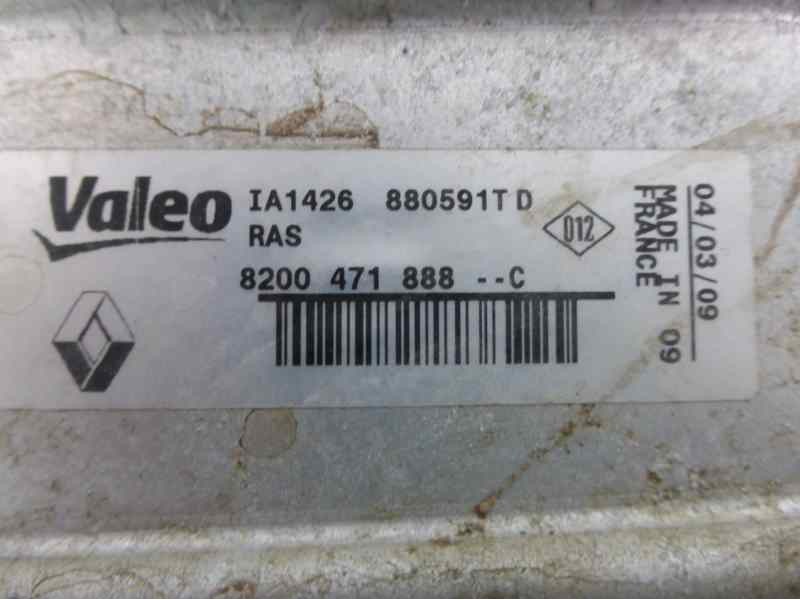 Valeo
IA1426 880591T D
RAS
012
8200 471 888 --C
04/03/09
MADE IN 09
FRANCE